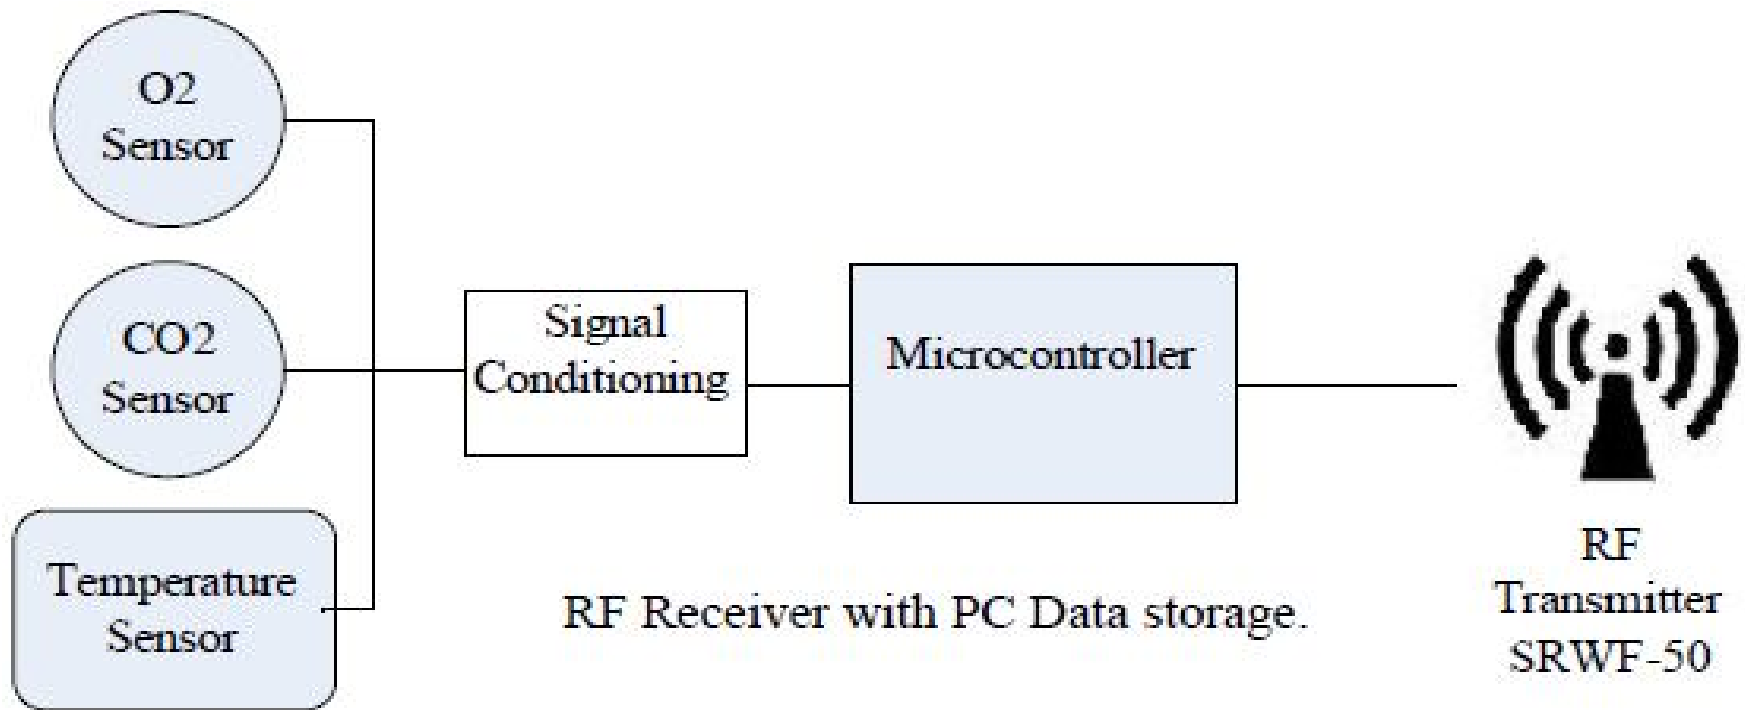 O2
Sensor
CO2
Sensor
Temperature
Sensor
Signal
Conditioning
Microcontroller
RF Receiver with PC Data storage.
RF
Transmitter
SRWF-50